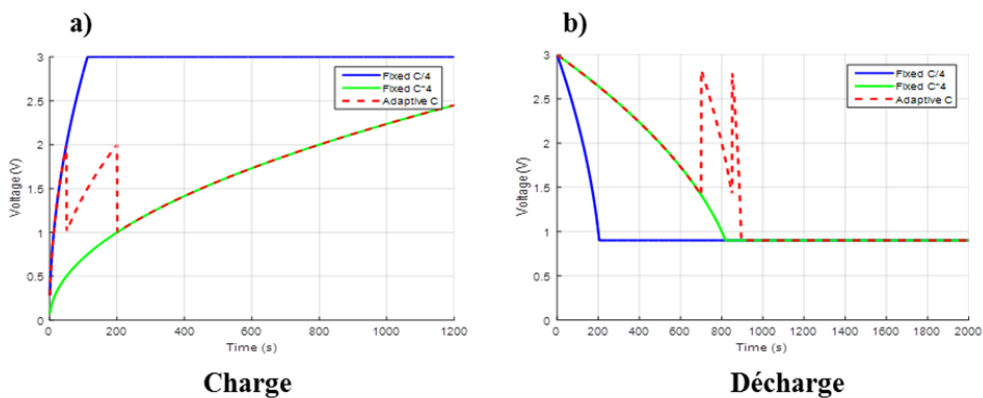 a)
Fixed C/4
Fixed C*4
Adaptive C
Voltage (V)
3
2.5
2
1.5
1
0.5
0
0 200 400 600 800 1000 1200
Time (s)
Charge
b)
Fixed C/4
Fixed C*4
Adaptive C
Voltage (V)
3
2.5
2
1.5
1
0.5
0
0 200 400 600 800 1000 1200 1400 1600 1800 2000
Time (s)
Décharge